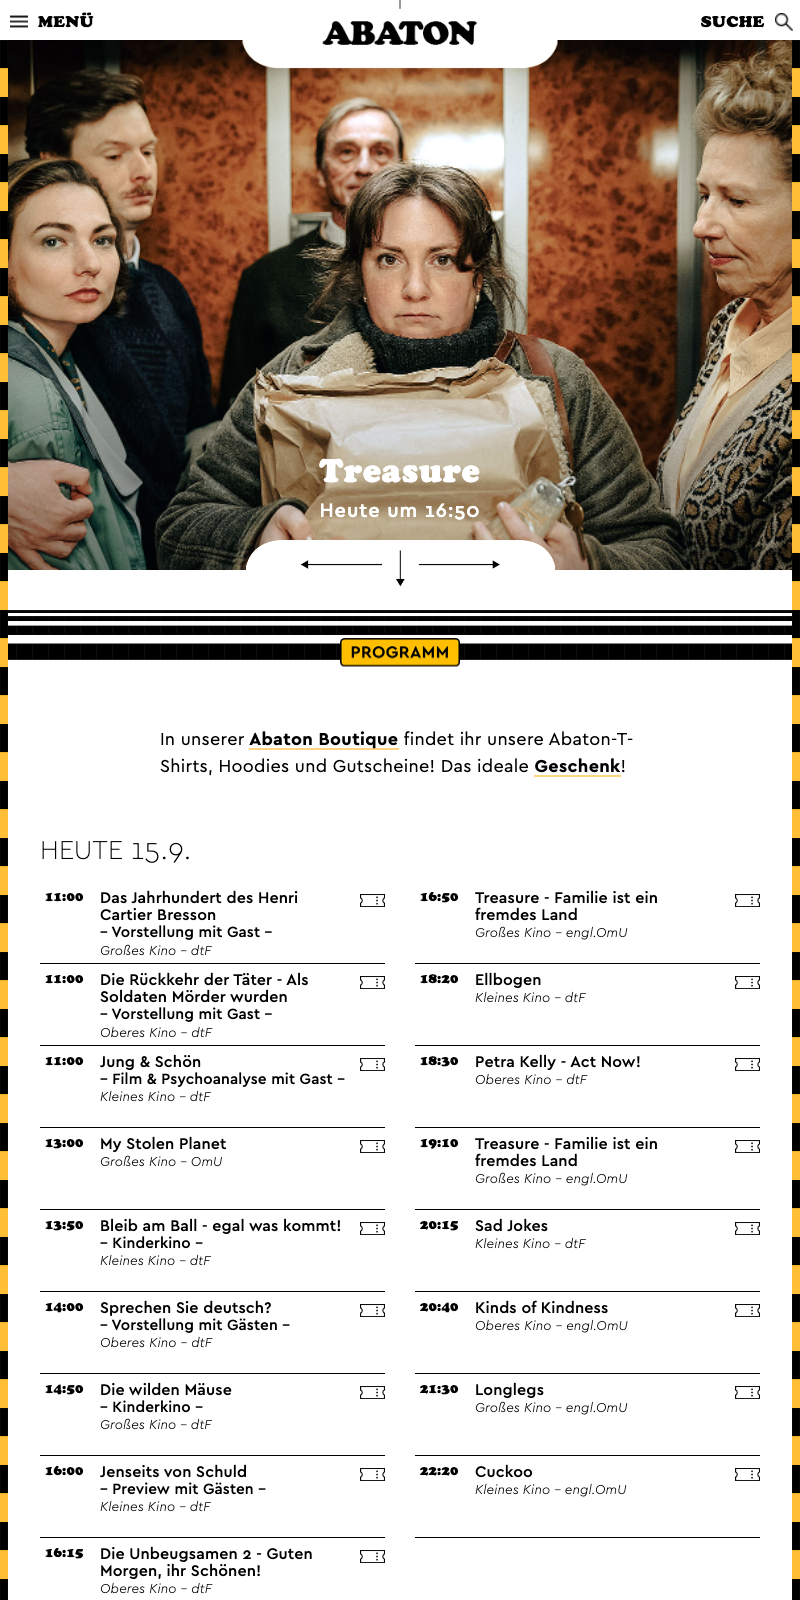 MENÜ
ABATON
SUCHE
Treasure
Heute um 16:50
PROGRAMM
In unserer Abaton Boutique findet ihr unsere Abaton-T-
Shirts, Hoodies und Gutscheine! Das ideale Geschenk!
HEUTE 15.9.
11:00 Das Jahrhundert des Henri
Cartier Bresson
– Vorstellung mit Gast –
Großes Kino – dtF
11:00 Die Rückkehr der Täter - Als
Soldaten Mörder wurden
– Vorstellung mit Gast –
Oberes Kino – dtF
11:00 Jung & Schön
– Film & Psychoanalyse mit Gast –
Kleines Kino – dtF
13:00 My Stolen Planet
Großes Kino – OmU
13:50 Bleib am Ball - egal was kommt!
– Kinderkino –
Kleines Kino – dtF
14:00 Sprechen Sie deutsch?
– Vorstellung mit Gästen –
Oberes Kino – dtF
14:50 Die wilden Mäuse
– Kinderkino –
Großes Kino – dtF
16:00 Jenseits von Schuld
– Preview mit Gästen –
Kleines Kino – dtF
16:15 Die Unbeugsamen 2 - Guten
Morgen, ihr Schönen!
Oberes Kino – dtF
16:50 Treasure - Familie ist ein
fremdes Land
Großes Kino – engl.OmU
18:20 Ellbogen
Kleines Kino – dtF
18:30 Petra Kelly - Act Now!
Oberes Kino – dtF
19:10 Treasure - Familie ist ein
fremdes Land
Großes Kino – engl.OmU
20:15 Sad Jokes
Kleines Kino – dtF
20:40 Kinds of Kindness
Oberes Kino – engl.OmU
21:30 Longlegs
Großes Kino – engl.OmU
22:20 Cuckoo
Kleines Kino – engl.OmU